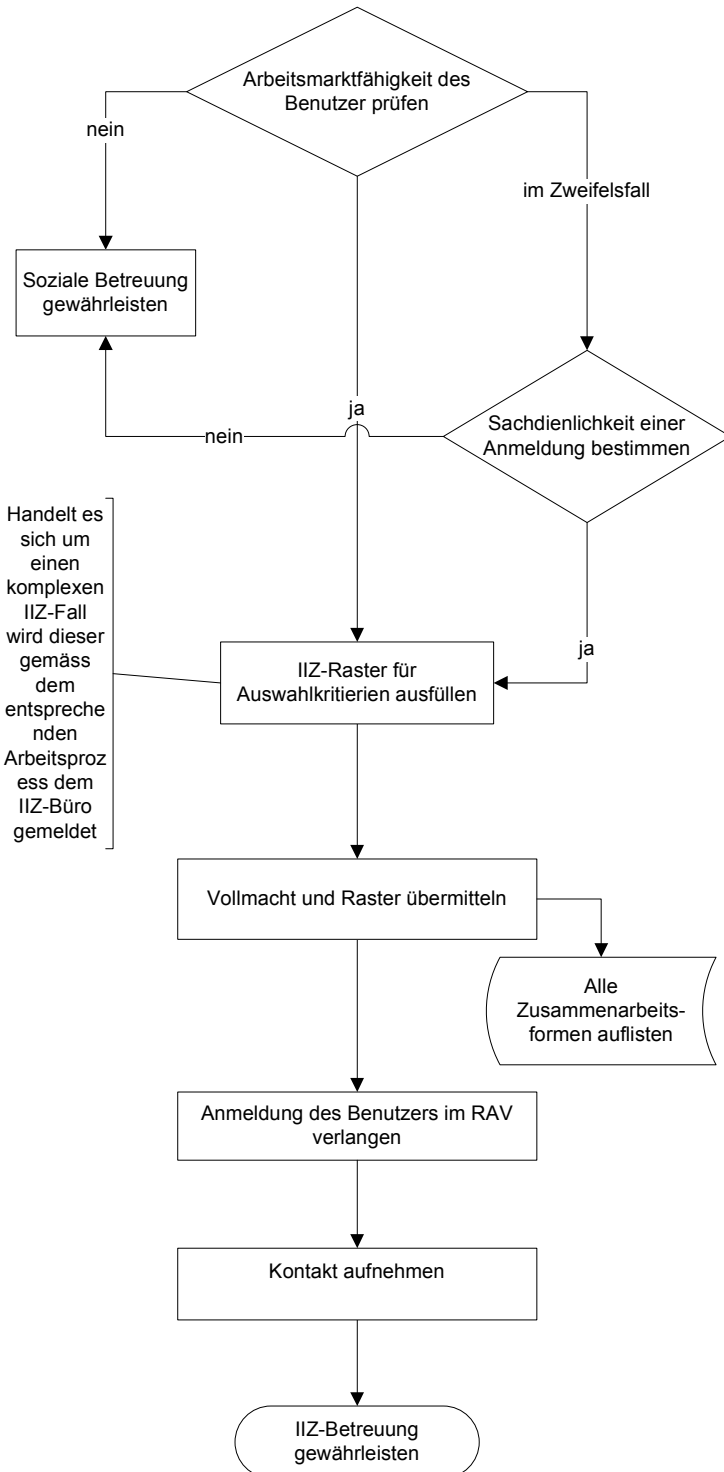 Arbeitsmarktfähigkeit des
Benutzer prüfen
nein
im Zweifelsfall
Soziale Betreuung
gewährleisten
ja
Sachdienlichkeit einer
Anmeldung bestimmen
nein
Handelt es
sich um
einen
komplexen
IIZ-Fall
wird dieser
gemäss
dem
entspreche
nden
Arbeitsproz
ess dem
IIZ-Büro
gemeldet
ja
IIZ-Raster für
Auswahlkritierien ausfüllen
Vollmacht und Raster übermitteln
Alle
Zusammenarbeits-
formen auflisten
Anmeldung des Benutzers im RAV
verlangen
Kontakt aufnehmen
IIZ-Betreuung
gewährleisten